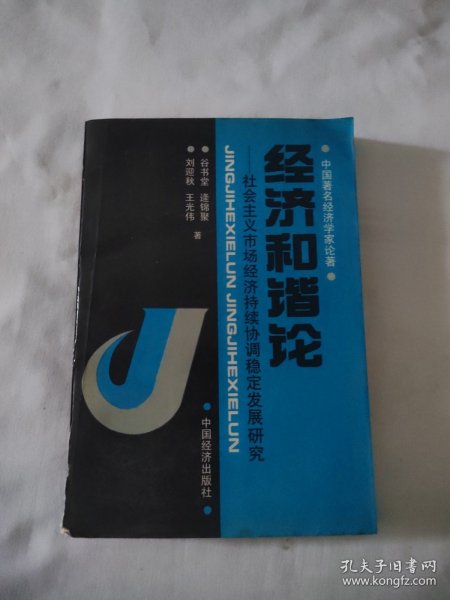 中国著名经济学家论著
经济和谐论
——社会主义市场经济持续协调稳定发展研究
JINGJIHEXIELUN JINGJIHEXIELUN
谷书堂 逄锦聚
刘迎秋 王光伟
著
中国经济出版社
孔夫子旧书网
www.kongfz.com